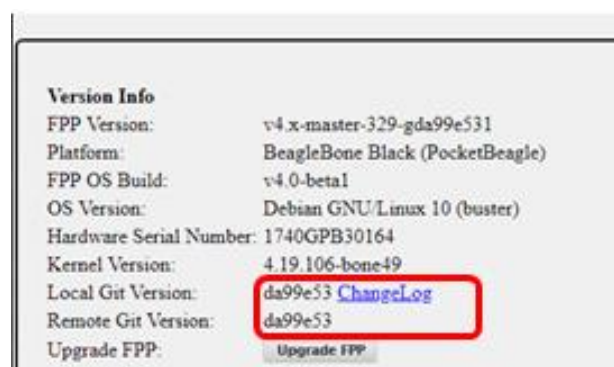 Version Info
FPP Version: v4.x-master-329-gda99e531
Platform: BeagleBone Black (PocketBeagle)
FPP OS Build: v4.0-beta1
OS Version: Debian GNU/Linux 10 (buster)
Hardware Serial Number: 1740GPB30164
Kernel Version: 4.19.106-bone49
Local Git Version: da99e53 ChangeLog
Remote Git Version: da99e53
Upgrade FPP: Upgrade FPP